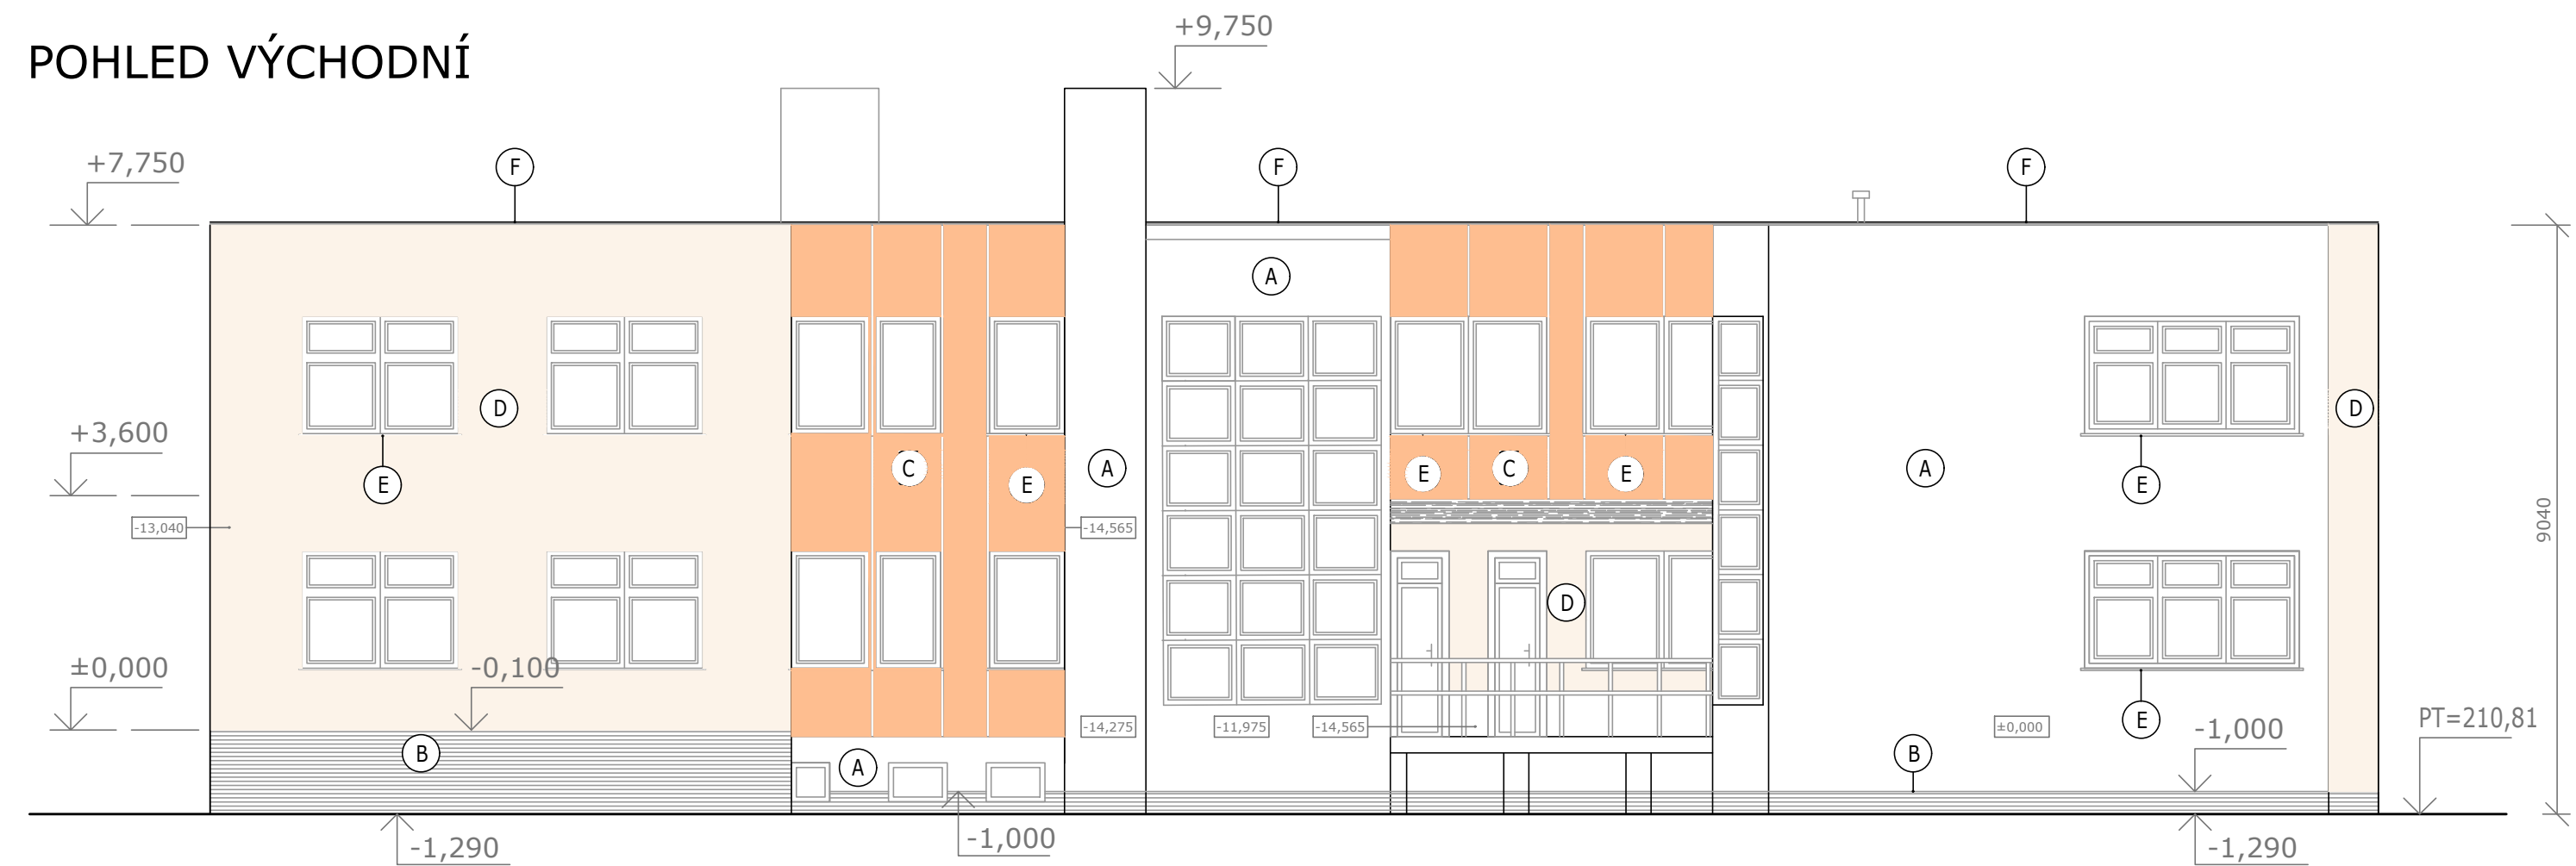 POHLED VÝCHODNÍ
+9,750
+7,750
F
F
F
A
D
D
+3,600
E
C
E
A
E
C
E
A
E
-13,040
-14,565
9040
D
±0,000
-0,100
-14,275
-11,975
-14,565
±0,000
E
-1,000
PT=210,81
B
A
B
-1,290
-1,000
-1,290